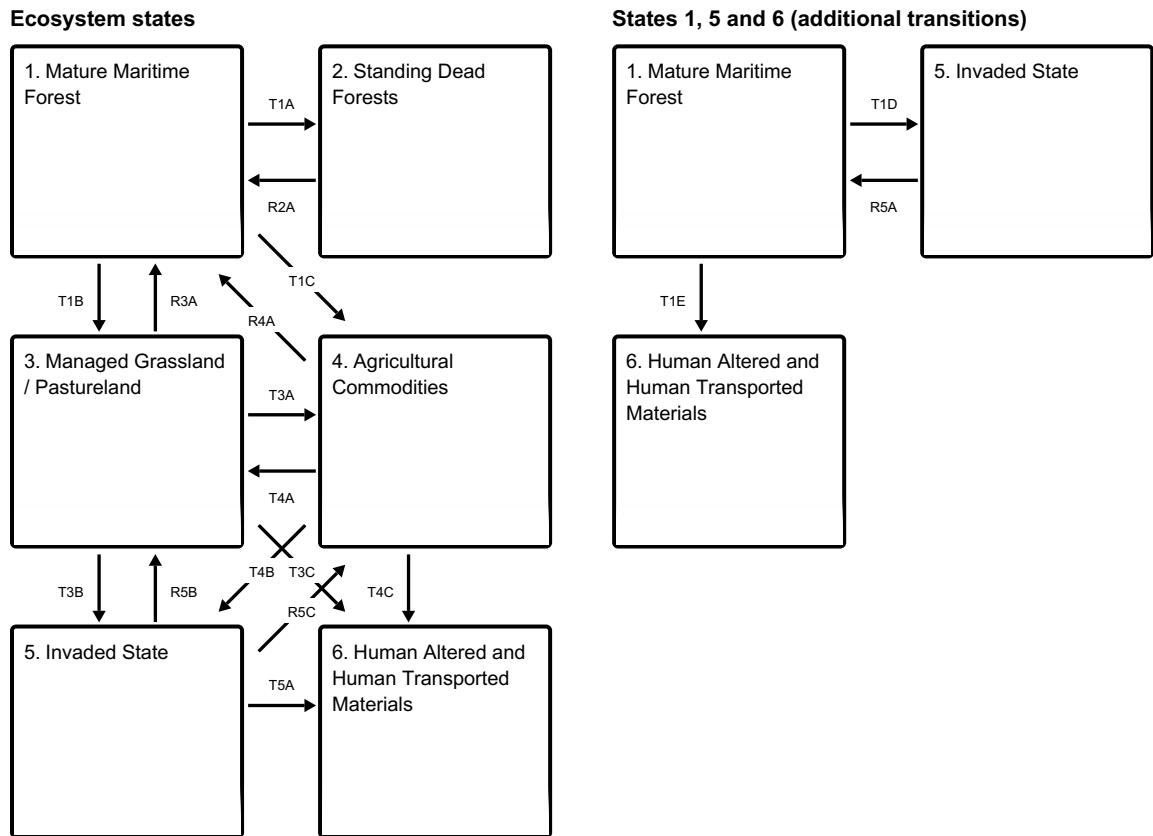 Ecosystem states
1. Mature Maritime
Forest
T1A
2. Standing Dead
Forests
R2A
T1C
T1B
R3A
R4A
3. Managed Grassland
/ Pastureland
T3A
4. Agricultural
Commodities
T4A
T4B
T3C
T3B
R5B
R5C
T4C
5. Invaded State
T5A
6. Human Altered and
Human Transported
Materials
States 1, 5 and 6 (additional transitions)
1. Mature Maritime
Forest
T1D
5. Invaded State
R5A
T1E
6. Human Altered and
Human Transported
Materials